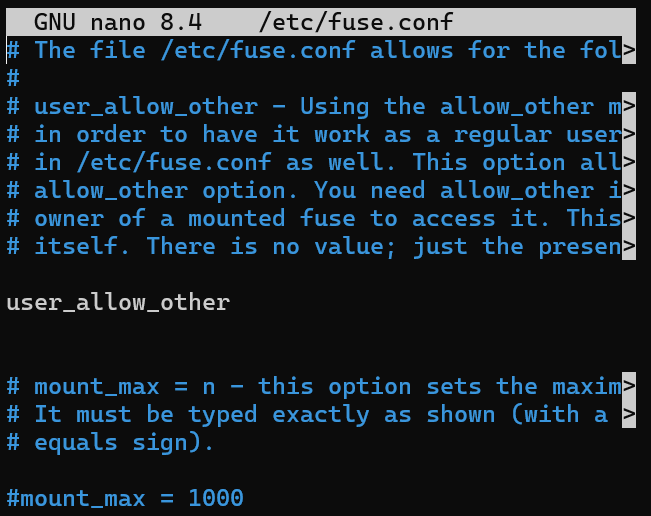 GNU nano 8.4    /etc/fuse.conf
# The file /etc/fuse.conf allows for the fol>
#
# user_allow_other - Using the allow_other m>
# in order to have it work as a regular user>
# in /etc/fuse.conf as well. This option all>
# allow_other option. You need allow_other i>
# owner of a mounted fuse to access it. This>
# itself. There is no value; just the presen>
user_allow_other
# mount_max = n - this option sets the maxim>
# It must be typed exactly as shown (with a >
# equals sign).
#mount_max = 1000